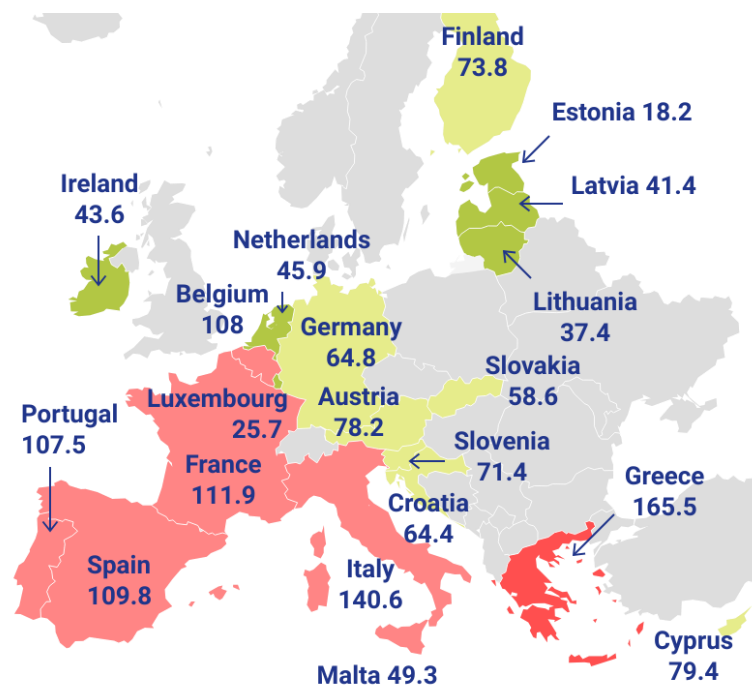 Finland
73.8
Estonia 18.2
Latvia 41.4
Ireland
43.6
Netherlands
45.9
Belgium
108
Lithuania
37.4
Germany
64.8
Slovakia
58.6
Luxembourg
25.7
Austria
78.2
Portugal
107.5
Slovenia
71.4
France
111.9
Greece
165.5
Croatia
64.4
Spain
109.8
Italy
140.6
Cyprus
79.4
Malta 49.3